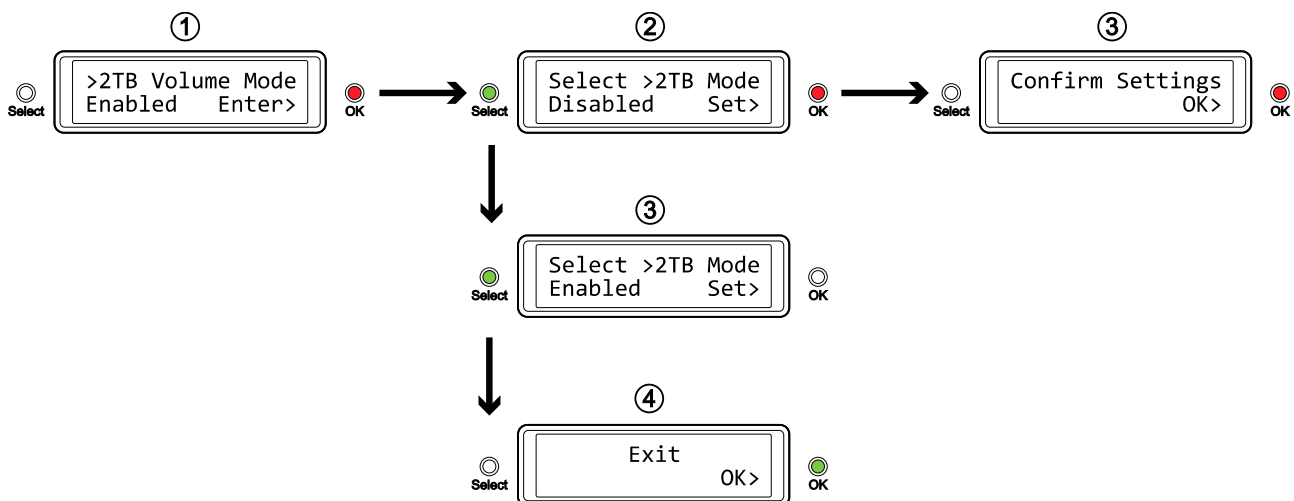 ①
>2TB Volume Mode
Enabled Enter>
Select
OK
②
Select >2TB Mode
Disabled Set>
Select
OK
③
Confirm Settings
OK>
Select
OK
③
Select >2TB Mode
Enabled Set>
Select
OK
④
Exit
OK>
Select
OK